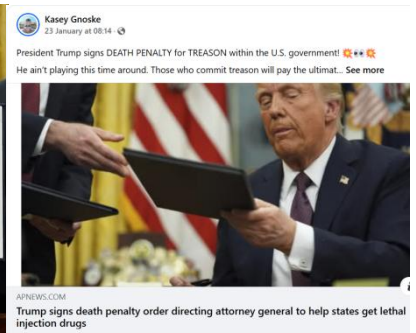 Kasey Gnoske
23 January at 08:14 ·
President Trump signs DEATH PENALTY for TREASON within the U.S. government! 💥👀💥
He ain't playing this time around. Those who commit treason will pay the ultimat... See more
APNEWS.COM
Trump signs death penalty order directing attorney general to help states get lethal
injection drugs